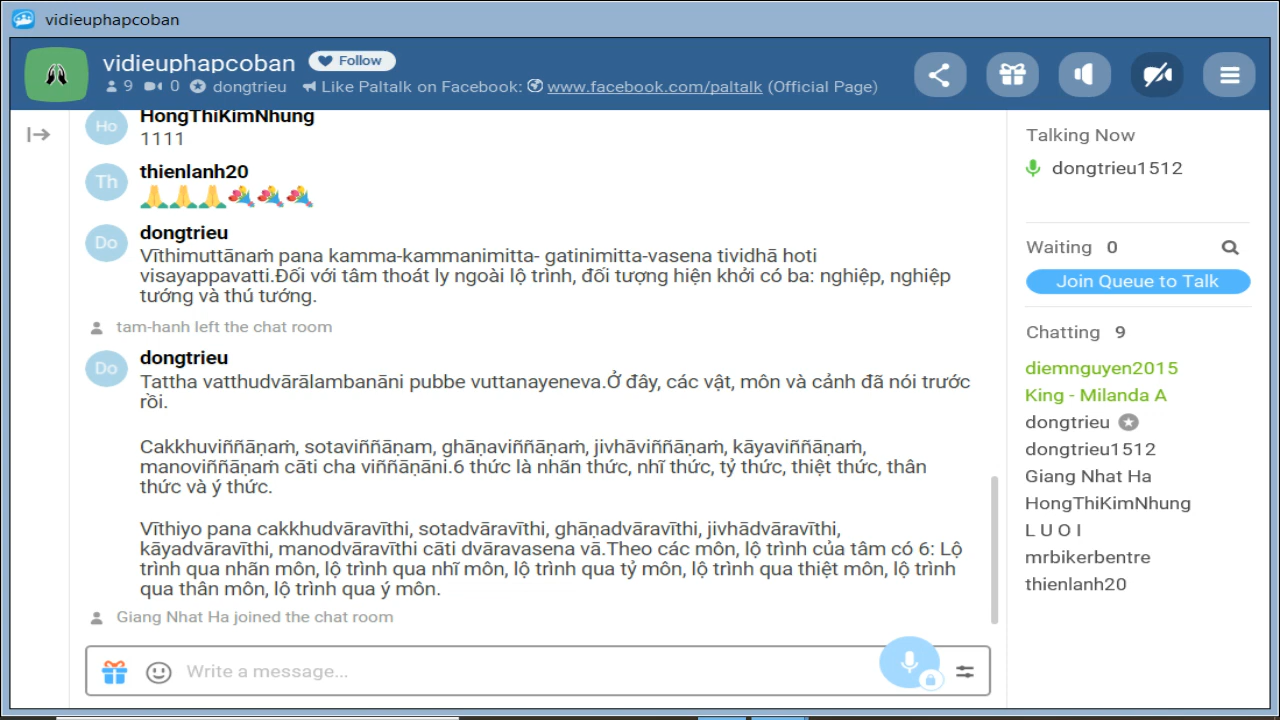 vidieuphapcoban
vidieuphapcoban
Follow
9 0 dongtrieu Like Paltalk on Facebook: www.facebook.com/paltalk (Official Page)
HongThiKimNhung
Ho
1111
thienlanh20
Th
dongtrieu
Do
Vīthimuttānaṁ pana kamma-kammanimitta- gatinimitta-vasena tividhā hoti
visayappavatti.Đối với tâm thoát ly ngoài lộ trình, đối tượng hiện khởi có ba: nghiệp, nghiệp
tướng và thú tướng.
tam-hanh left the chat room
dongtrieu
Do
Tattha vatthudvārālambanāni pubbe vuttanayeneva.Ở đây, các vật, môn và cảnh đã nói trước
rồi.
Cakkhuviññāṇaṁ, sotaviññāṇam, ghāṇaviññāṇaṁ, jivhāviññāṇaṁ, kāyaviññāṇaṁ,
manoviññāṇaṁ cāti cha viññāṇāni.6 thức là nhãn thức, nhĩ thức, tỷ thức, thiệt thức, thân
thức và ý thức.
Vīthiyo pana cakkhudvāravīthi, sotadvāravīthi, ghāṇadvāravīthi, jivhādvāravīthi,
kāyadvāravīthi, manodvāravīthi cāti dvāravasena vā.Theo các môn, lộ trình của tâm có 6: Lộ
trình qua nhãn môn, lộ trình qua nhĩ môn, lộ trình qua tỷ môn, lộ trình qua thiệt môn, lộ trình
qua thân môn, lộ trình qua ý môn.
Giang Nhat Ha joined the chat room
Write a message...
Talking Now
dongtrieu1512
Waiting 0
Join Queue to Talk
Chatting 9
diemnguyen2015
King - Milanda A
dongtrieu
dongtrieu1512
Giang Nhat Ha
HongThiKimNhung
L U O I
mrbikerbentre
thienlanh20